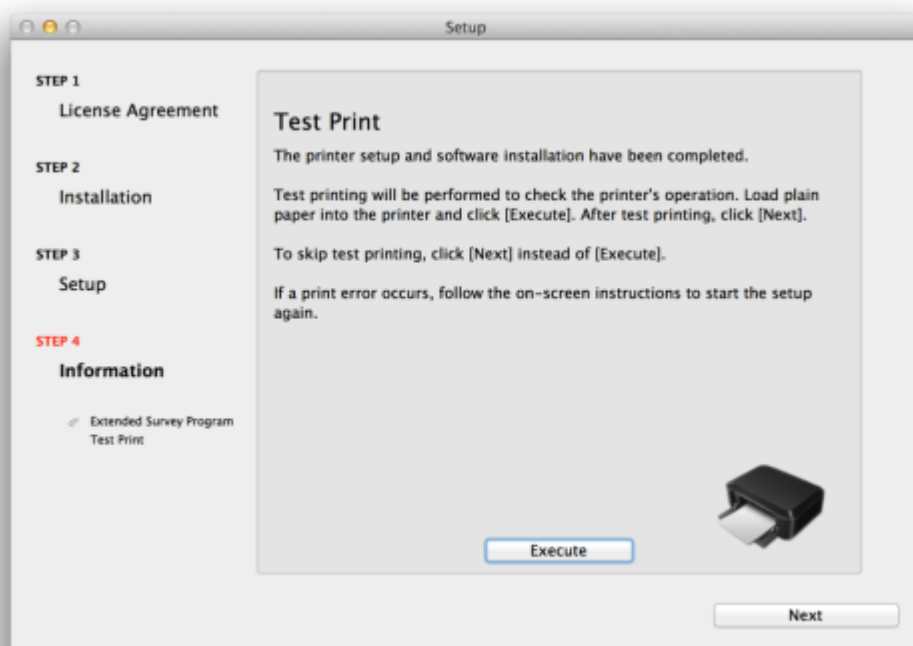 Setup
STEP 1
License Agreement
STEP 2
Installation
STEP 3
Setup
STEP 4
Information
Extended Survey Program
Test Print
Test Print
The printer setup and software installation have been completed.
Test printing will be performed to check the printer's operation. Load plain
paper into the printer and click [Execute]. After test printing, click [Next].
To skip test printing, click [Next] instead of [Execute].
If a print error occurs, follow the on-screen instructions to start the setup
again.
Execute
Next